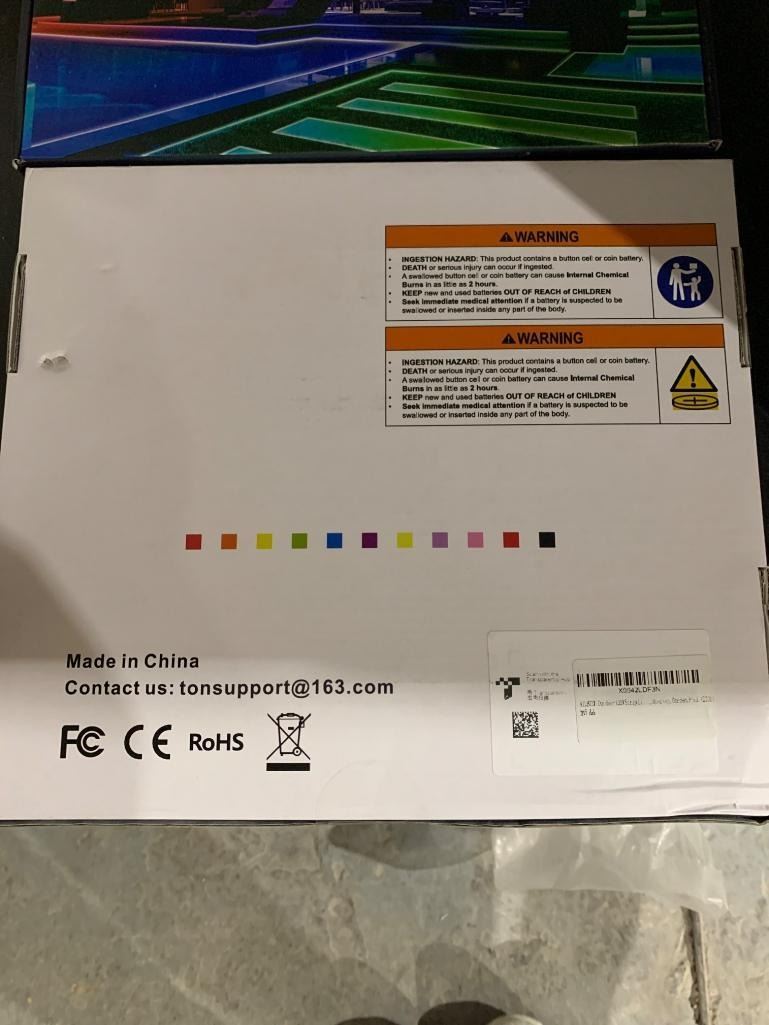 ⚠WARNING
• INGESTION HAZARD: This product contains a button cell or coin battery.
• DEATH or serious injury can occur if ingested.
• A swallowed button cell or coin battery can cause Internal Chemical
Burns in as little as 2 hours.
• KEEP new and used batteries OUT OF REACH of CHILDREN
• Seek immediate medical attention if a battery is suspected to be
swallowed or inserted inside any part of the body.
⚠WARNING
• INGESTION HAZARD: This product contains a button cell or coin battery.
• DEATH or serious injury can occur if ingested.
• A swallowed button cell or coin battery can cause Internal Chemical
Burns in as little as 2 hours.
• KEEP new and used batteries OUT OF REACH of CHILDREN
• Seek immediate medical attention if a battery is suspected to be
swallowed or inserted inside any part of the body.
Made in China
Contact us: tonsupport@163.com
FC CE RoHS
Scan with the
Transparency app